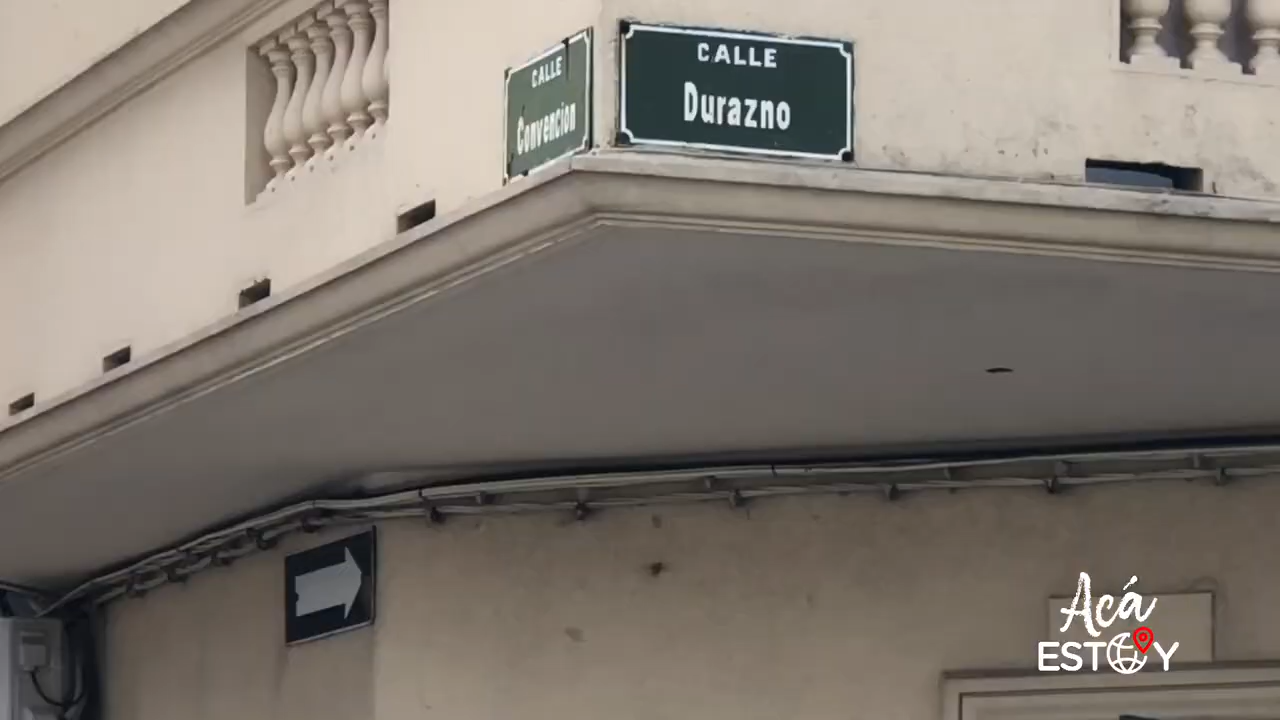 CALLE
Convencion
CALLE
Durazno
Acá
ESTOY